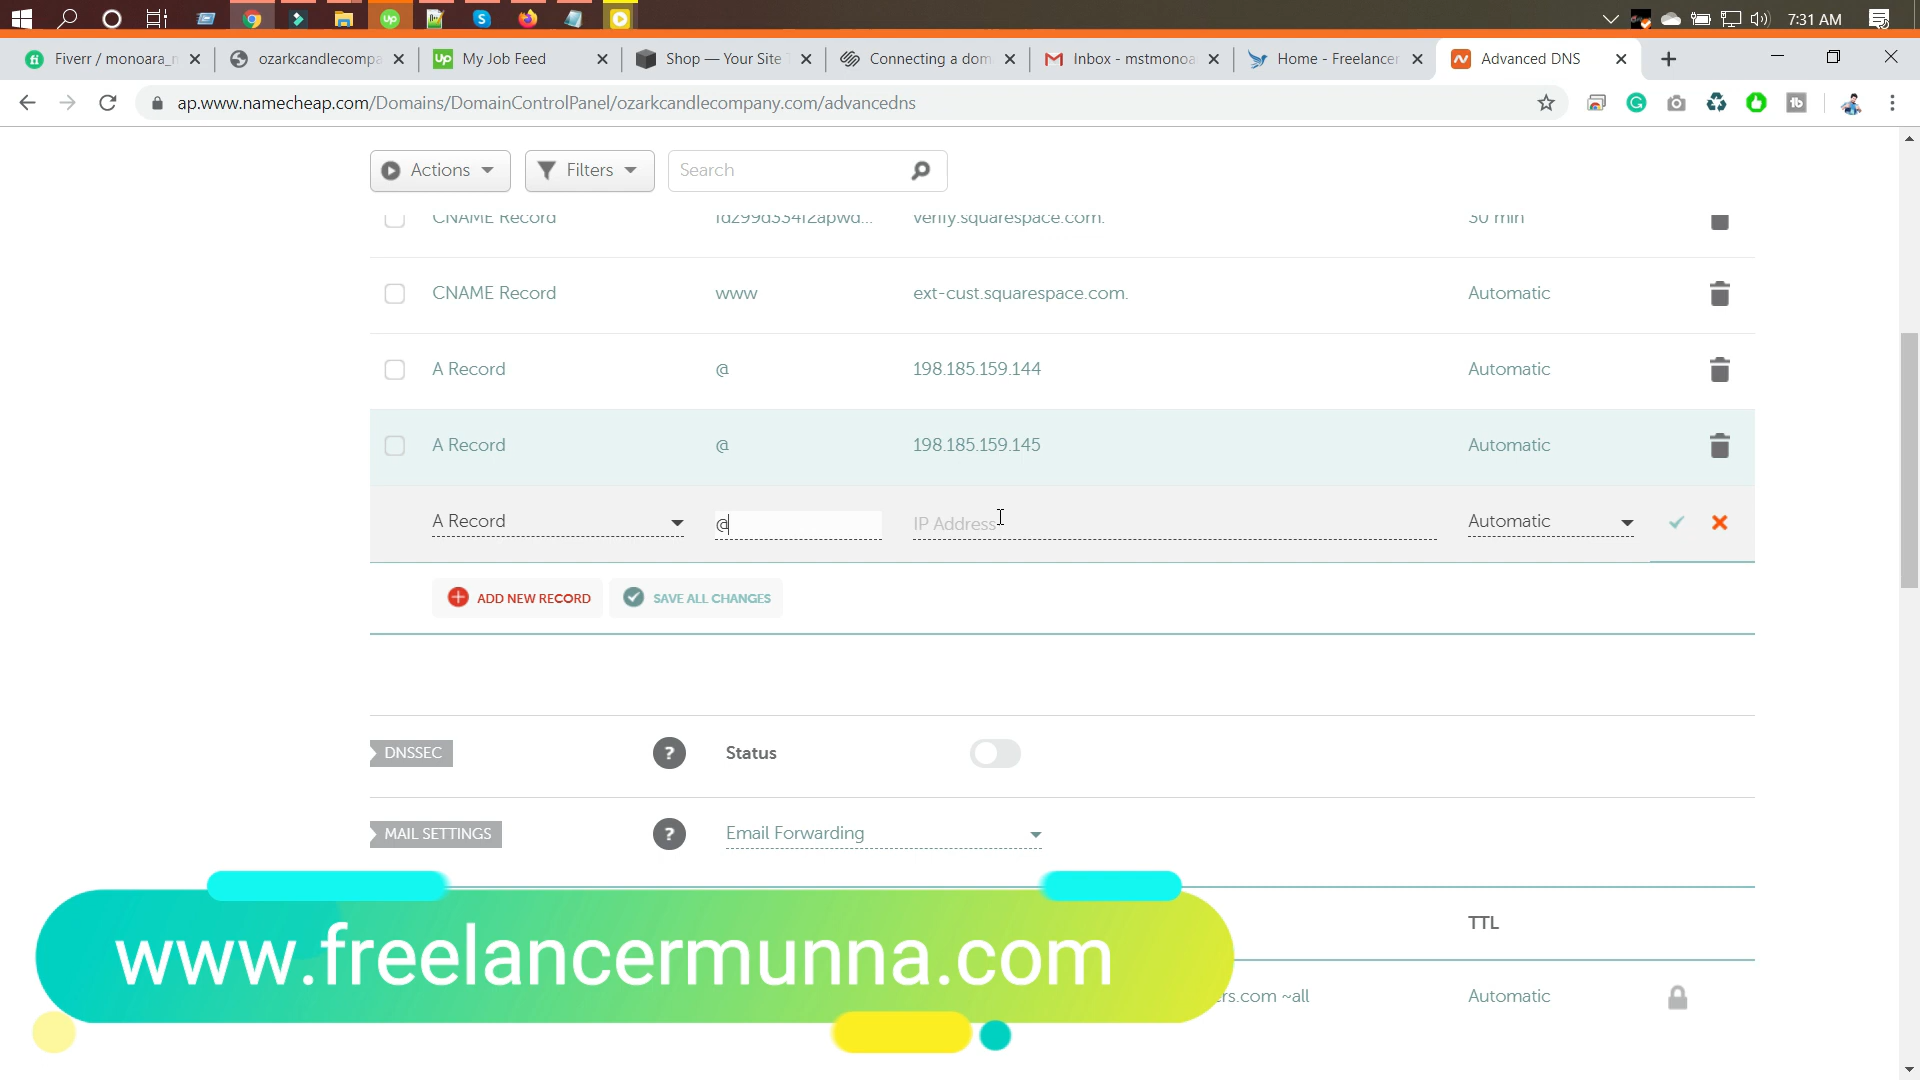 7:31 AM
Fiverr / monoara_
ozarkcandlecompa
My Job Feed
Shop — Your Site
Connecting a dom
Inbox - mstmonoa
Home - Freelancer
Advanced DNS
ap.www.namecheap.com/Domains/DomainControlPanel/ozarkcandlecompany.com/advancedns
Actions
Filters
Search
CNAME Record verify.squarespace.com. 30 min
CNAME Record www ext-cust.squarespace.com. Automatic
A Record @ 198.185.159.144 Automatic
A Record @ 198.185.159.145 Automatic
A Record @ IP Address Automatic
ADD NEW RECORD SAVE ALL CHANGES
DNSSEC ? Status
MAIL SETTINGS ? Email Forwarding
TTL
www.freelancermunna.com
rs.com ~all Automatic